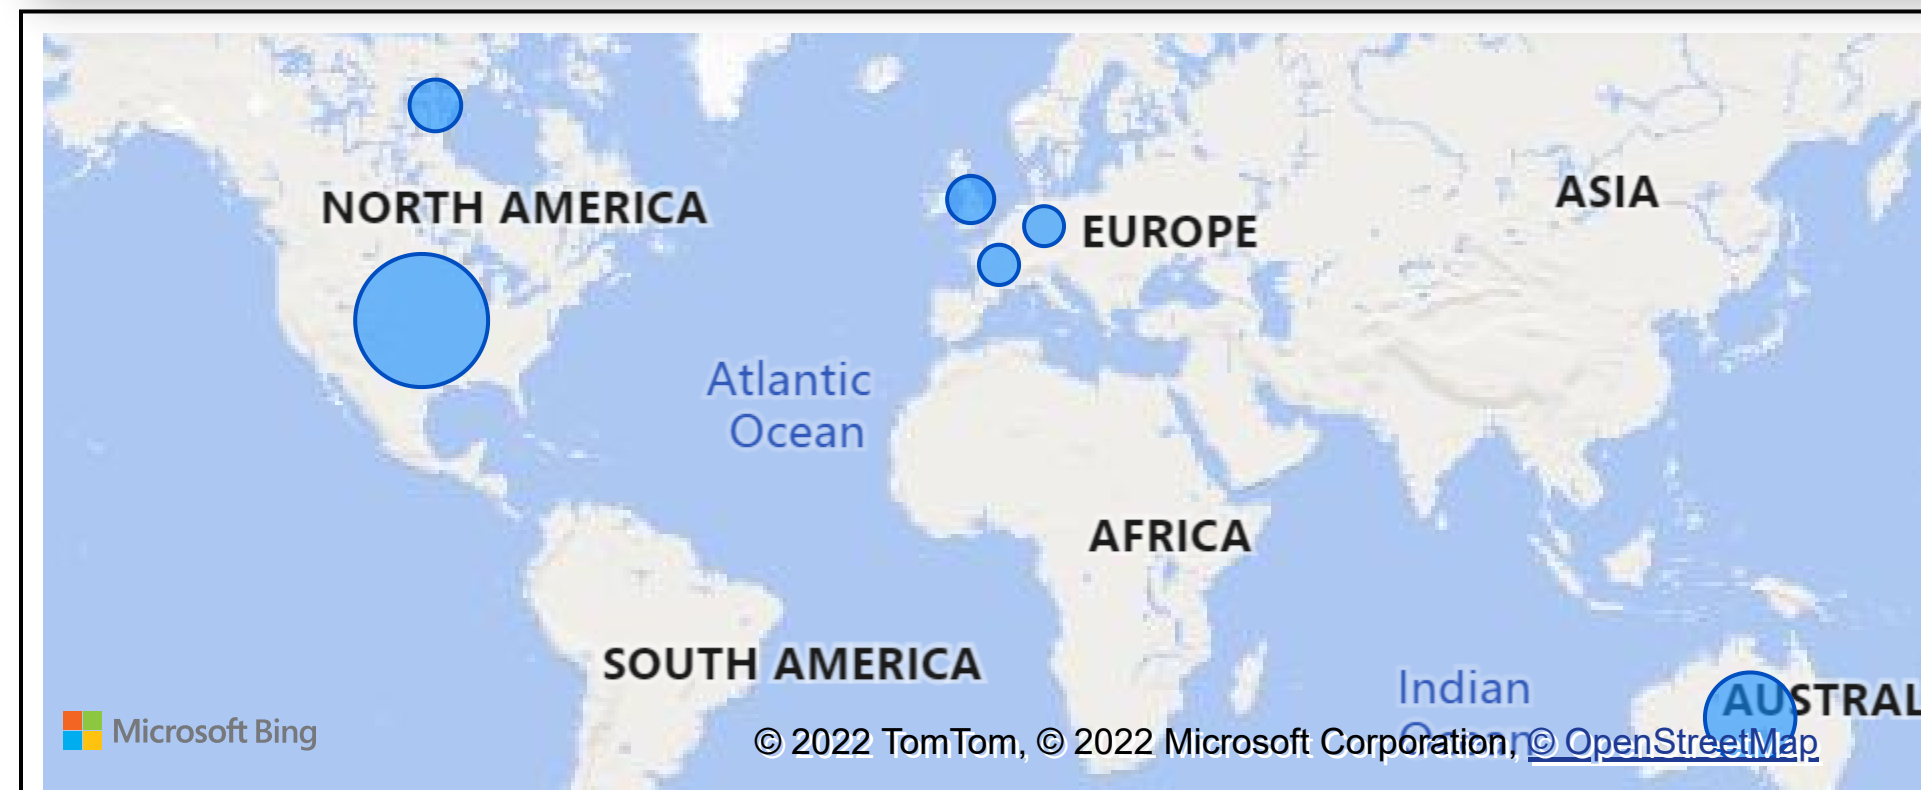 NORTH AMERICA
ASIA
EUROPE
Atlantic
Ocean
AFRICA
SOUTH AMERICA
Indian
Ocean
AUSTRAL
Microsoft Bing
© 2022 TomTom, © 2022 Microsoft Corporation, © OpenStreetMap